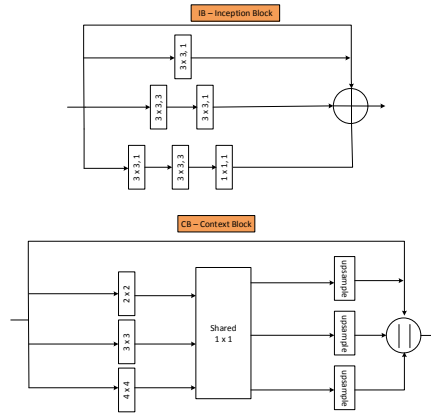 IB – Inception Block
3 x 3, 1
3 x 3, 3
3 x 3, 1
3 x 3, 1
3 x 3, 3
1 x 1, 1
CB – Context Block
2 x 2
3 x 3
4 x 4
Shared
1 x 1
upsample
upsample
upsample
||